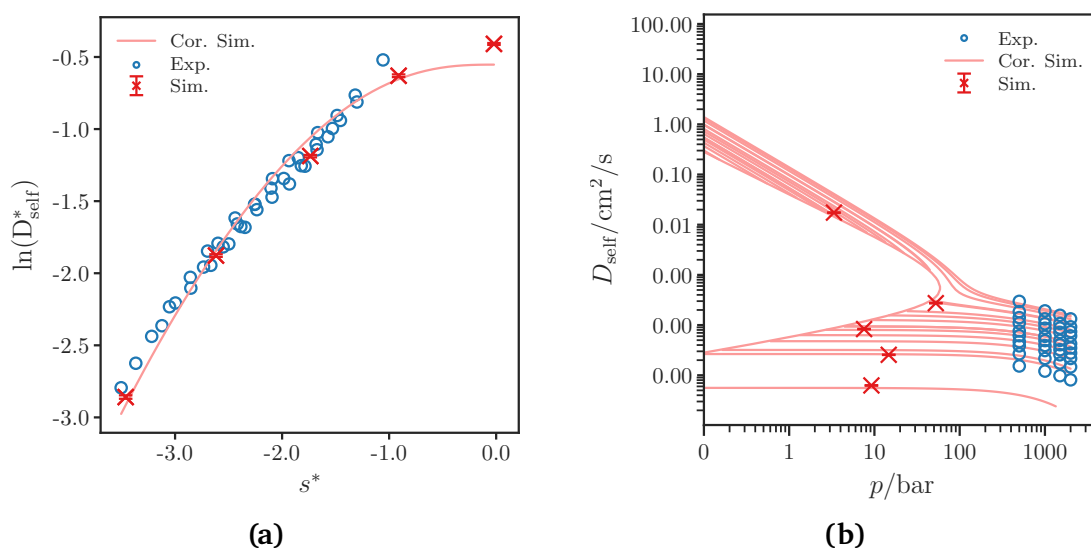 Cor. Sim.
Exp.
Sim.
-0.5
-1.0
-1.5
-2.0
-2.5
-3.0
ln(D*self)
-3.0 -2.0 -1.0 0.0
s*
(a)
Exp.
Cor. Sim.
Sim.
100.00
10.00
1.00
0.10
0.01
0.00
0.00
0.00
Dself/cm²/s
0 1 10 100 1000
p/bar
(b)